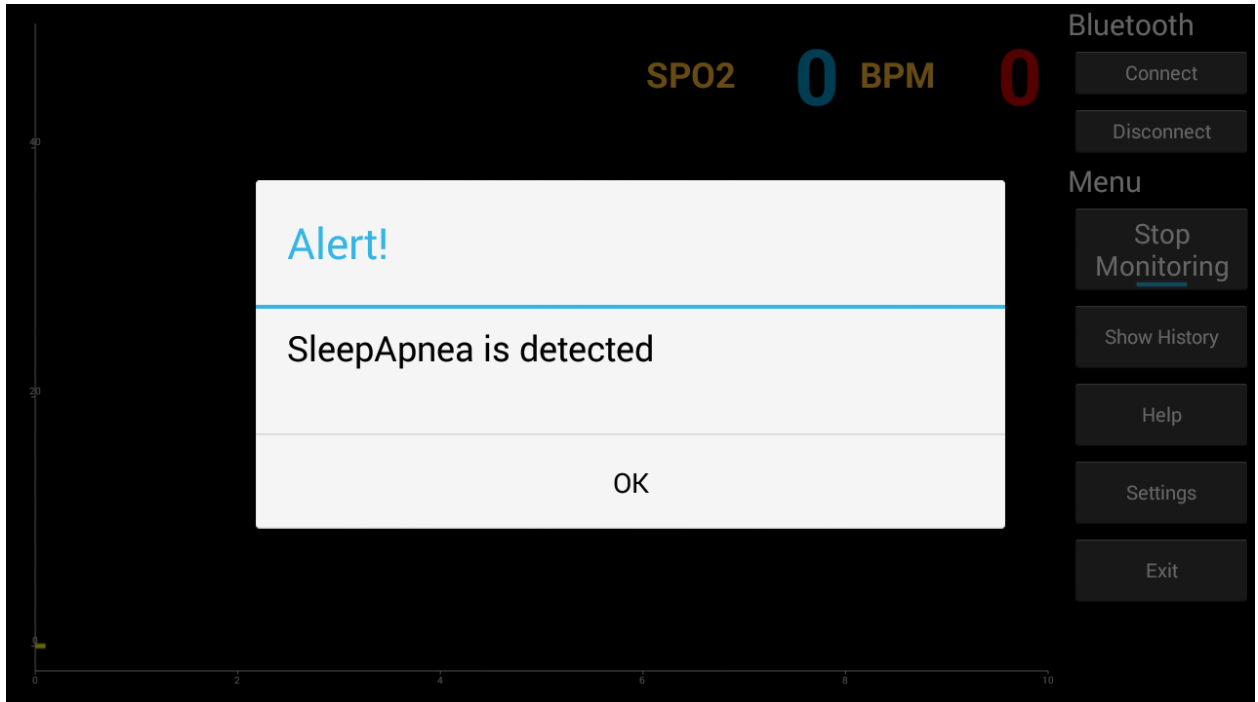 Bluetooth
SPO2 0 BPM 0
Connect
Disconnect
40
Menu
Alert!
Stop
Monitoring
SleepApnea is detected
Show History
20
Help
OK
Settings
Exit
0
0 2 4 6 8 10